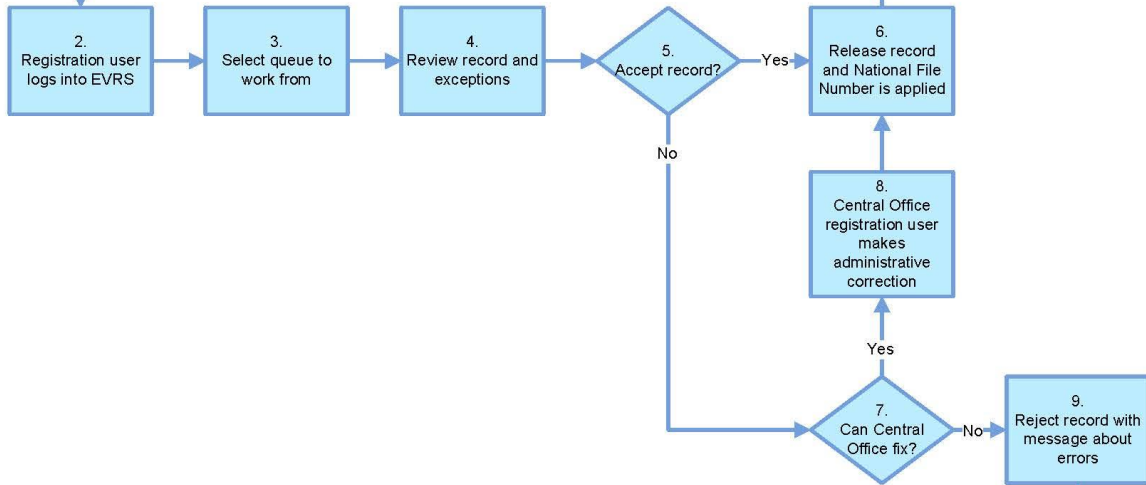 2.
Registration user
logs into EVRS
3.
Select queue to
work from
4.
Review record and
exceptions
5.
Accept record?
Yes
6.
Release record
and National File
Number is applied
No
8.
Central Office
registration user
makes
administrative
correction
Yes
7.
Can Central
Office fix?
No
9.
Reject record with
message about
errors